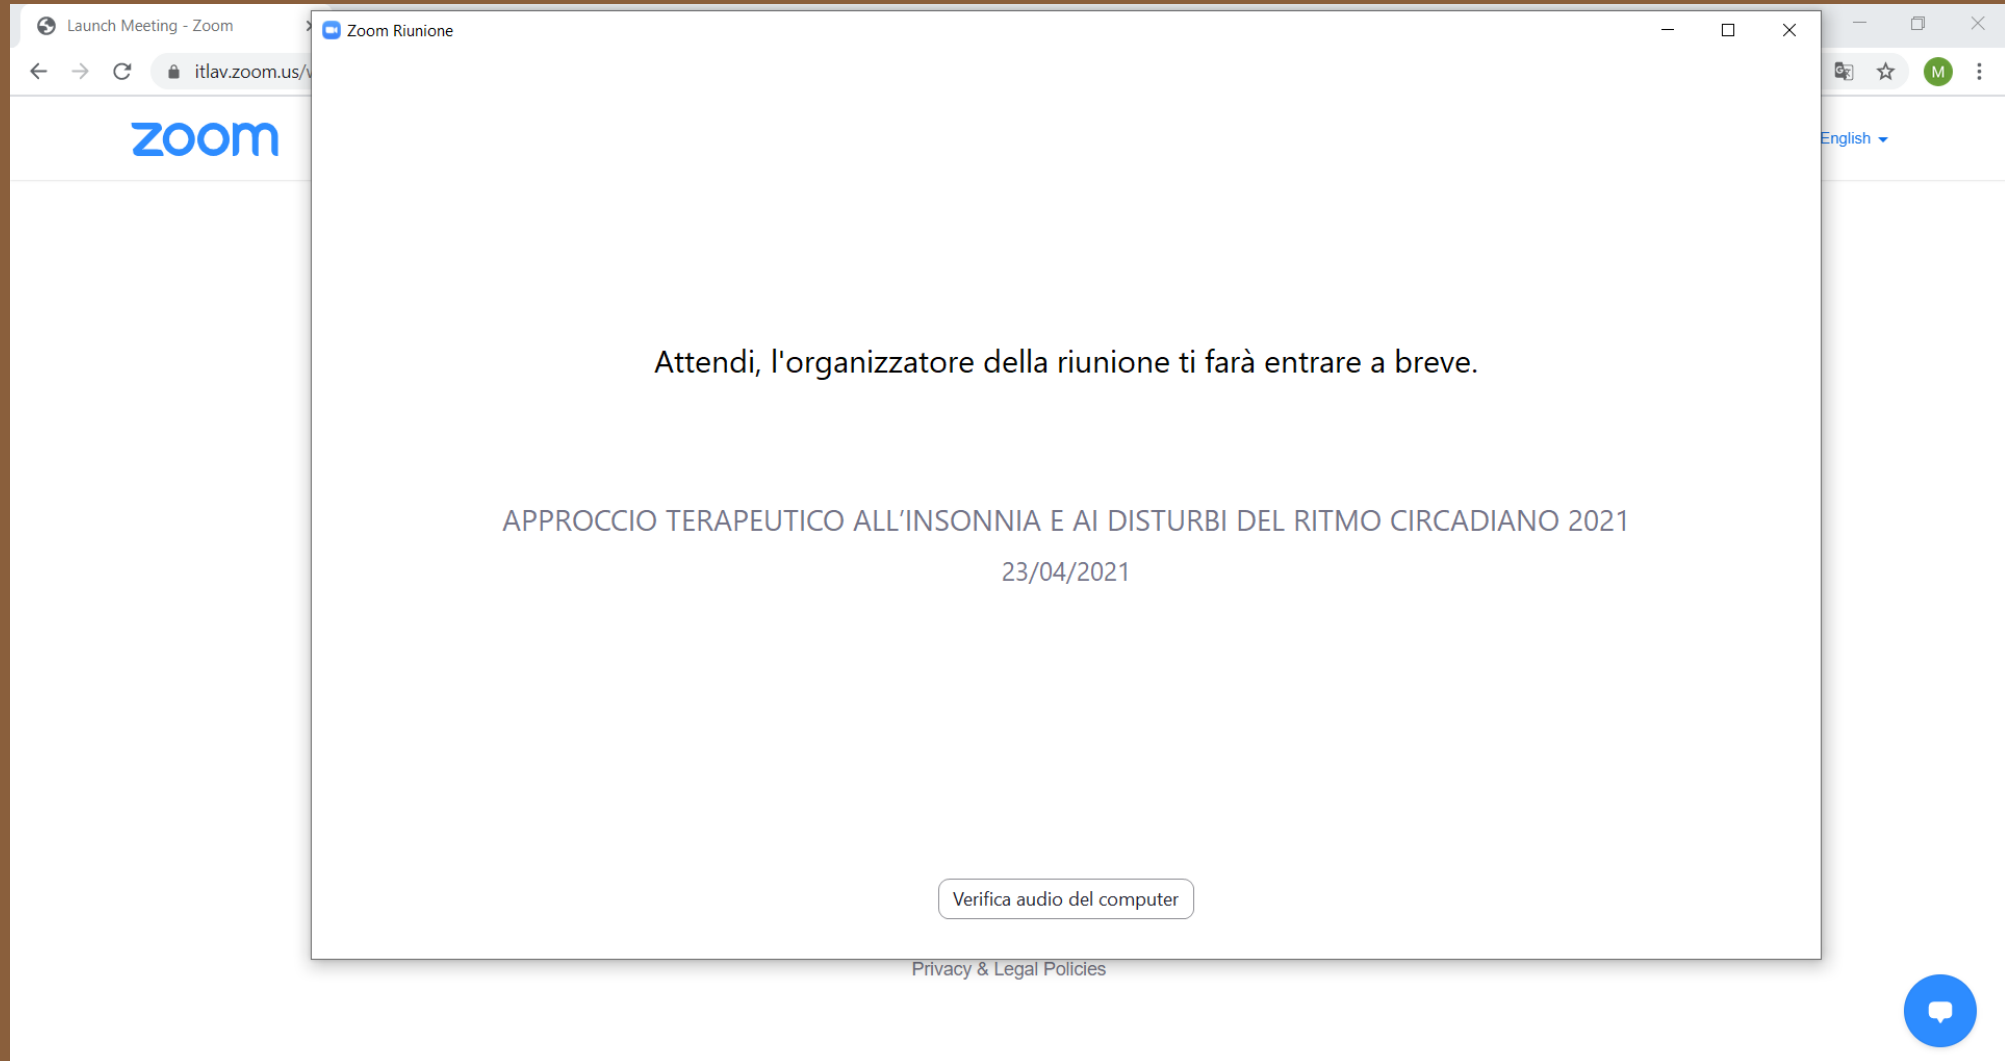 Launch Meeting - Zoom
Zoom Riunione
itlav.zoom.us/
M
zoom
English
Attendi, l'organizzatore della riunione ti farà entrare a breve.
APPROCCIO TERAPEUTICO ALL’INSONNIA E AI DISTURBI DEL RITMO CIRCADIANO 2021
23/04/2021
Verifica audio del computer
Privacy & Legal Policies